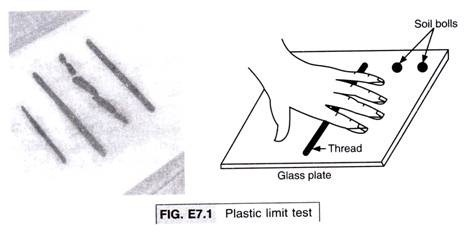 Soil bolls
Thread
Glass plate
FIG. E7.1 Plastic limit test